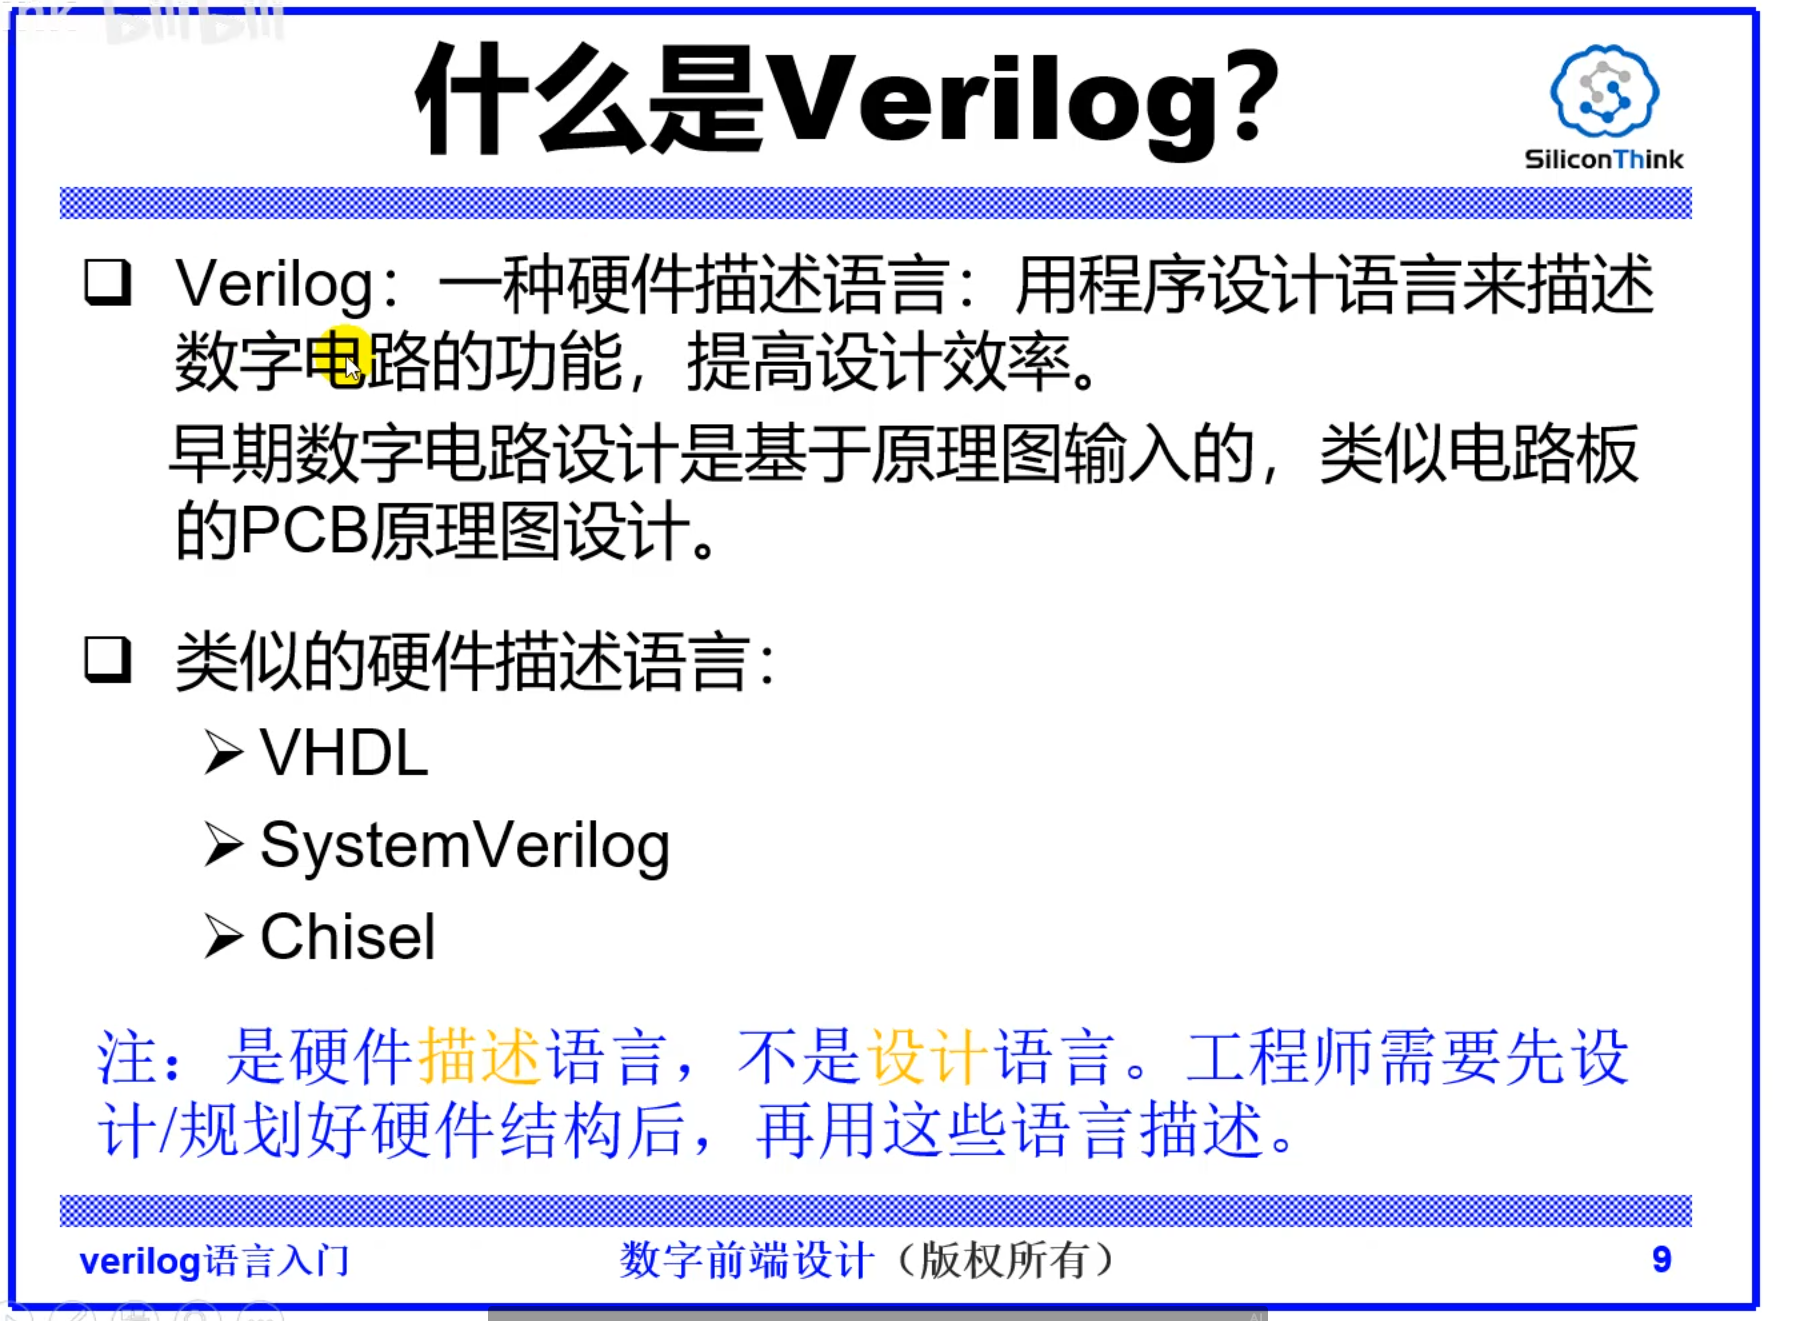 什么是Verilog?
SiliconThink
Verilog：一种硬件描述语言：用程序设计语言来描述
数字电路的功能，提高设计效率。
早期数字电路设计是基于原理图输入的，类似电路板
的PCB原理图设计。
类似的硬件描述语言：
VHDL
SystemVerilog
Chisel
注：是硬件描述语言，不是设计语言。工程师需要先设
计/规划好硬件结构后，再用这些语言描述。
verilog语言入门
数字前端设计（版权所有）
9